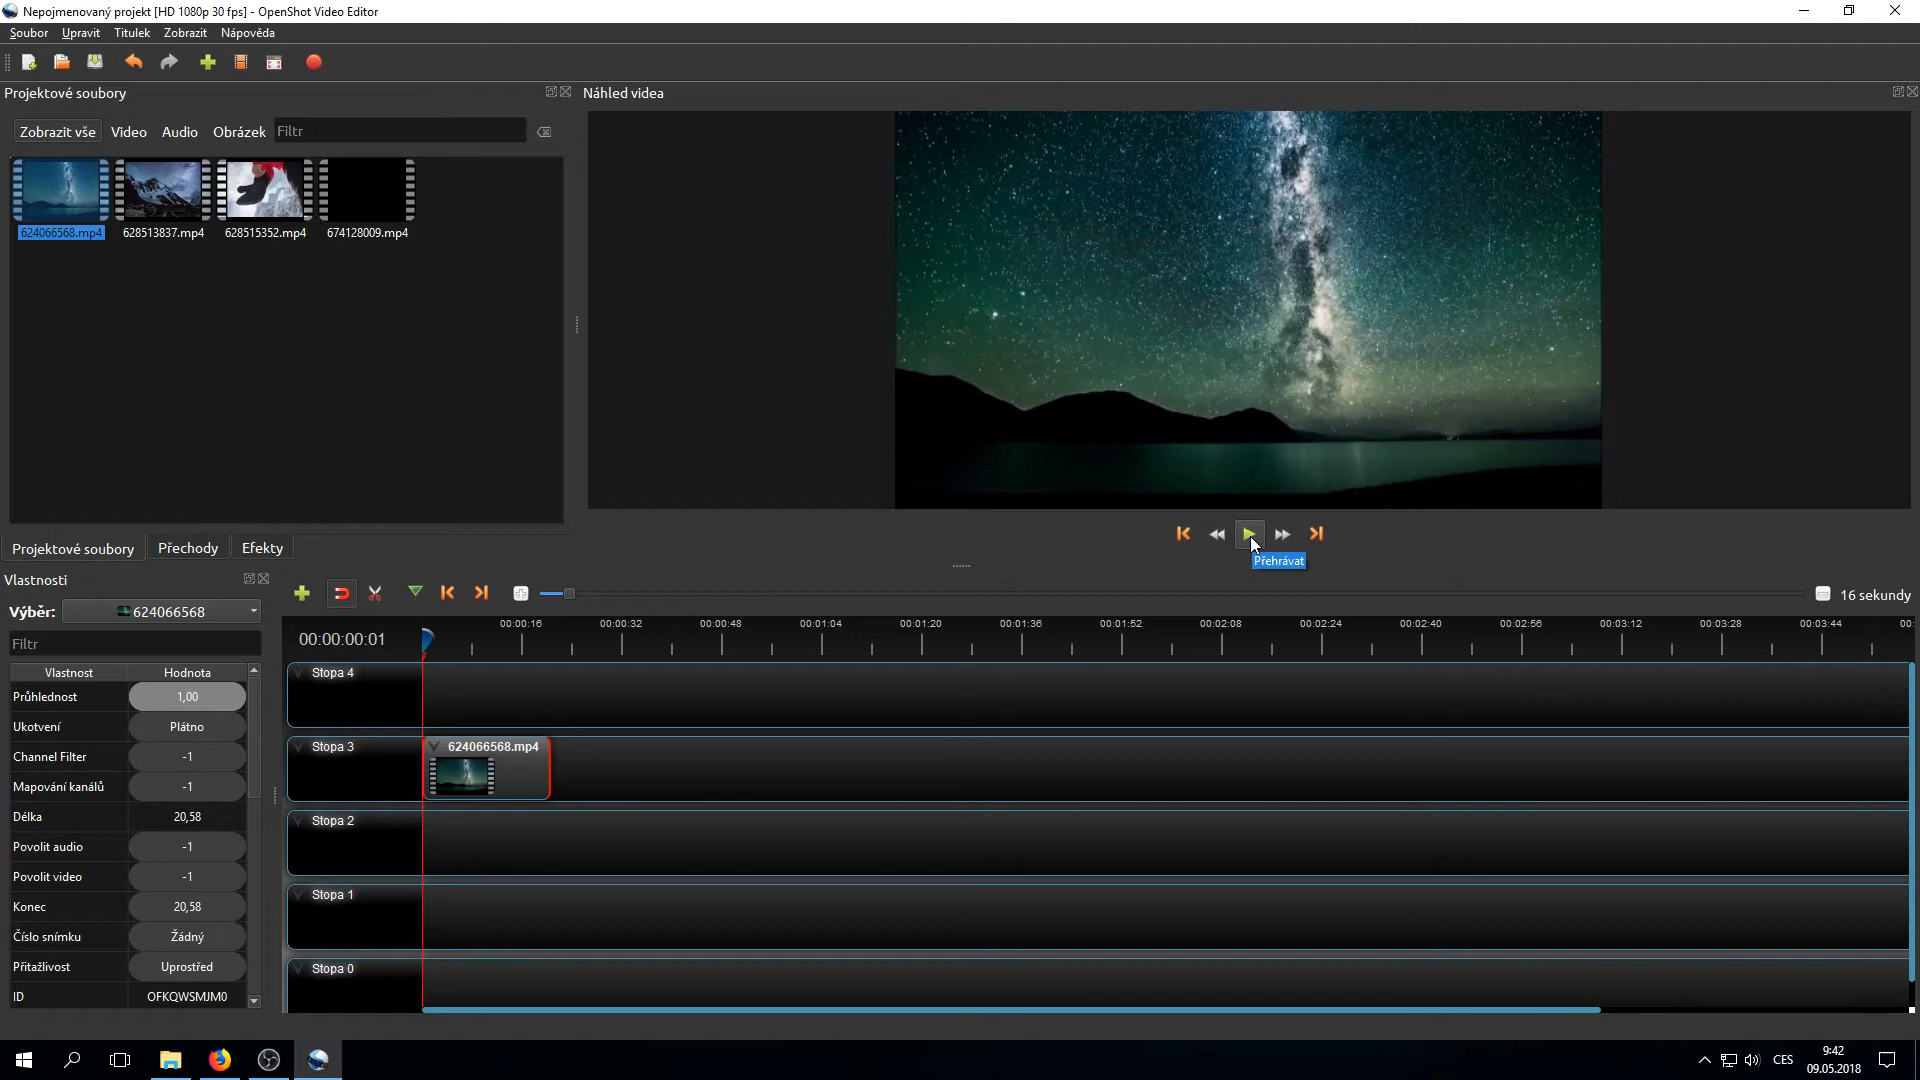 Nepojmenovaný projekt [HD 1080p 30 fps] - OpenShot Video Editor
Soubor Upravit Titulek Zobrazit Nápověda
Projektové soubory
Náhled videa
Zobrazit vše Video Audio Obrázek Filtr
624066568.mp4 628513837.mp4 628515352.mp4 674128009.mp4
Přehrávat
Projektové soubory Přechody Efekty
Vlastnosti
Výběr: 624066568
16 sekundy
Filtr
00:00:00:01
00:00:16 00:00:32 00:00:48 00:01:04 00:01:20 00:01:36 00:01:52 00:02:08 00:02:24 00:02:40 00:02:56 00:03:12 00:03:28 00:03:44 00:
Vlastnost Hodnota
Průhlednost 1,00
Ukotvení Plátno
Channel Filter -1
Mapování kanálů -1
Délka 20,58
Povolit audio -1
Povolit video -1
Konec 20,58
Číslo snímku Žádný
Přitažlivost Uprostřed
ID OFKQWSMJM0
Stopa 4
Stopa 3
624066568.mp4
Stopa 2
Stopa 1
Stopa 0
CES
9:42
09.05.2018